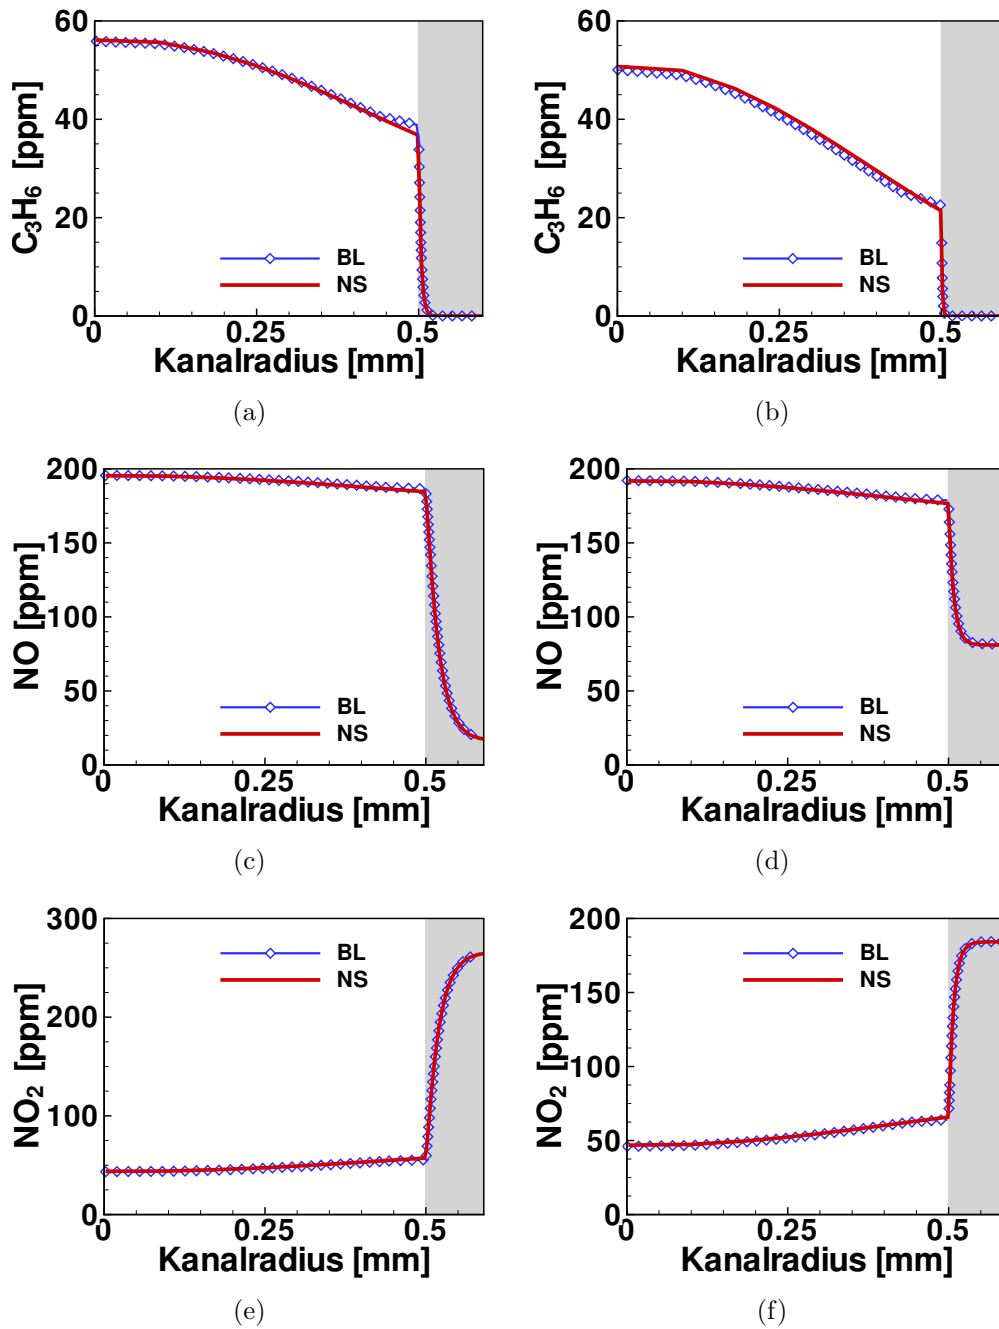 60
40
20
0
C₃H₆ [ppm]
BL
NS
0 0.25 0.5
Kanalradius [mm]
(a)
60
40
20
0
C₃H₆ [ppm]
BL
NS
0 0.25 0.5
Kanalradius [mm]
(b)
200
150
100
50
0
NO [ppm]
BL
NS
0 0.25 0.5
Kanalradius [mm]
(c)
200
150
100
50
0
NO [ppm]
BL
NS
0 0.25 0.5
Kanalradius [mm]
(d)
300
200
100
0
NO₂ [ppm]
BL
NS
0 0.25 0.5
Kanalradius [mm]
(e)
200
150
100
50
0
NO₂ [ppm]
BL
NS
0 0.25 0.5
Kanalradius [mm]
(f)